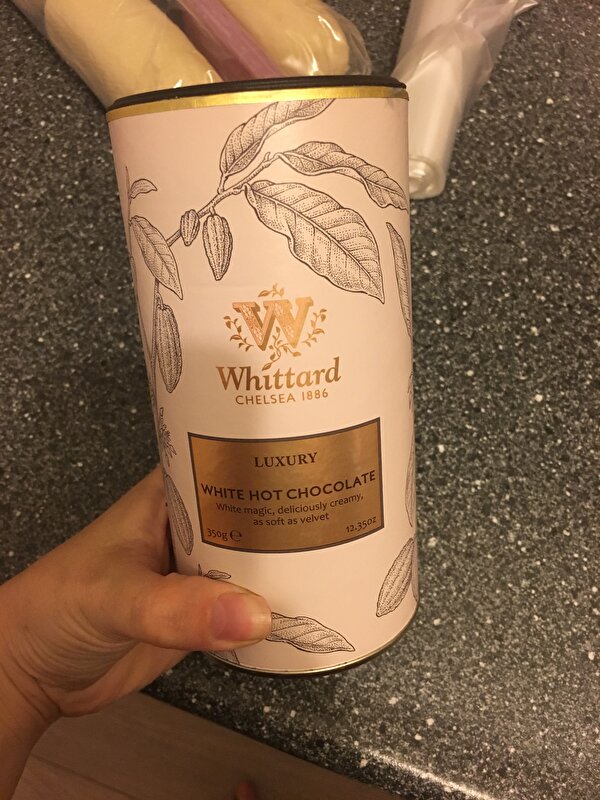 W
Whittard
CHELSEA 1886
LUXURY
WHITE HOT CHOCOLATE
White magic, deliciously creamy,
as soft as velvet
350g ℮ 12.35oz